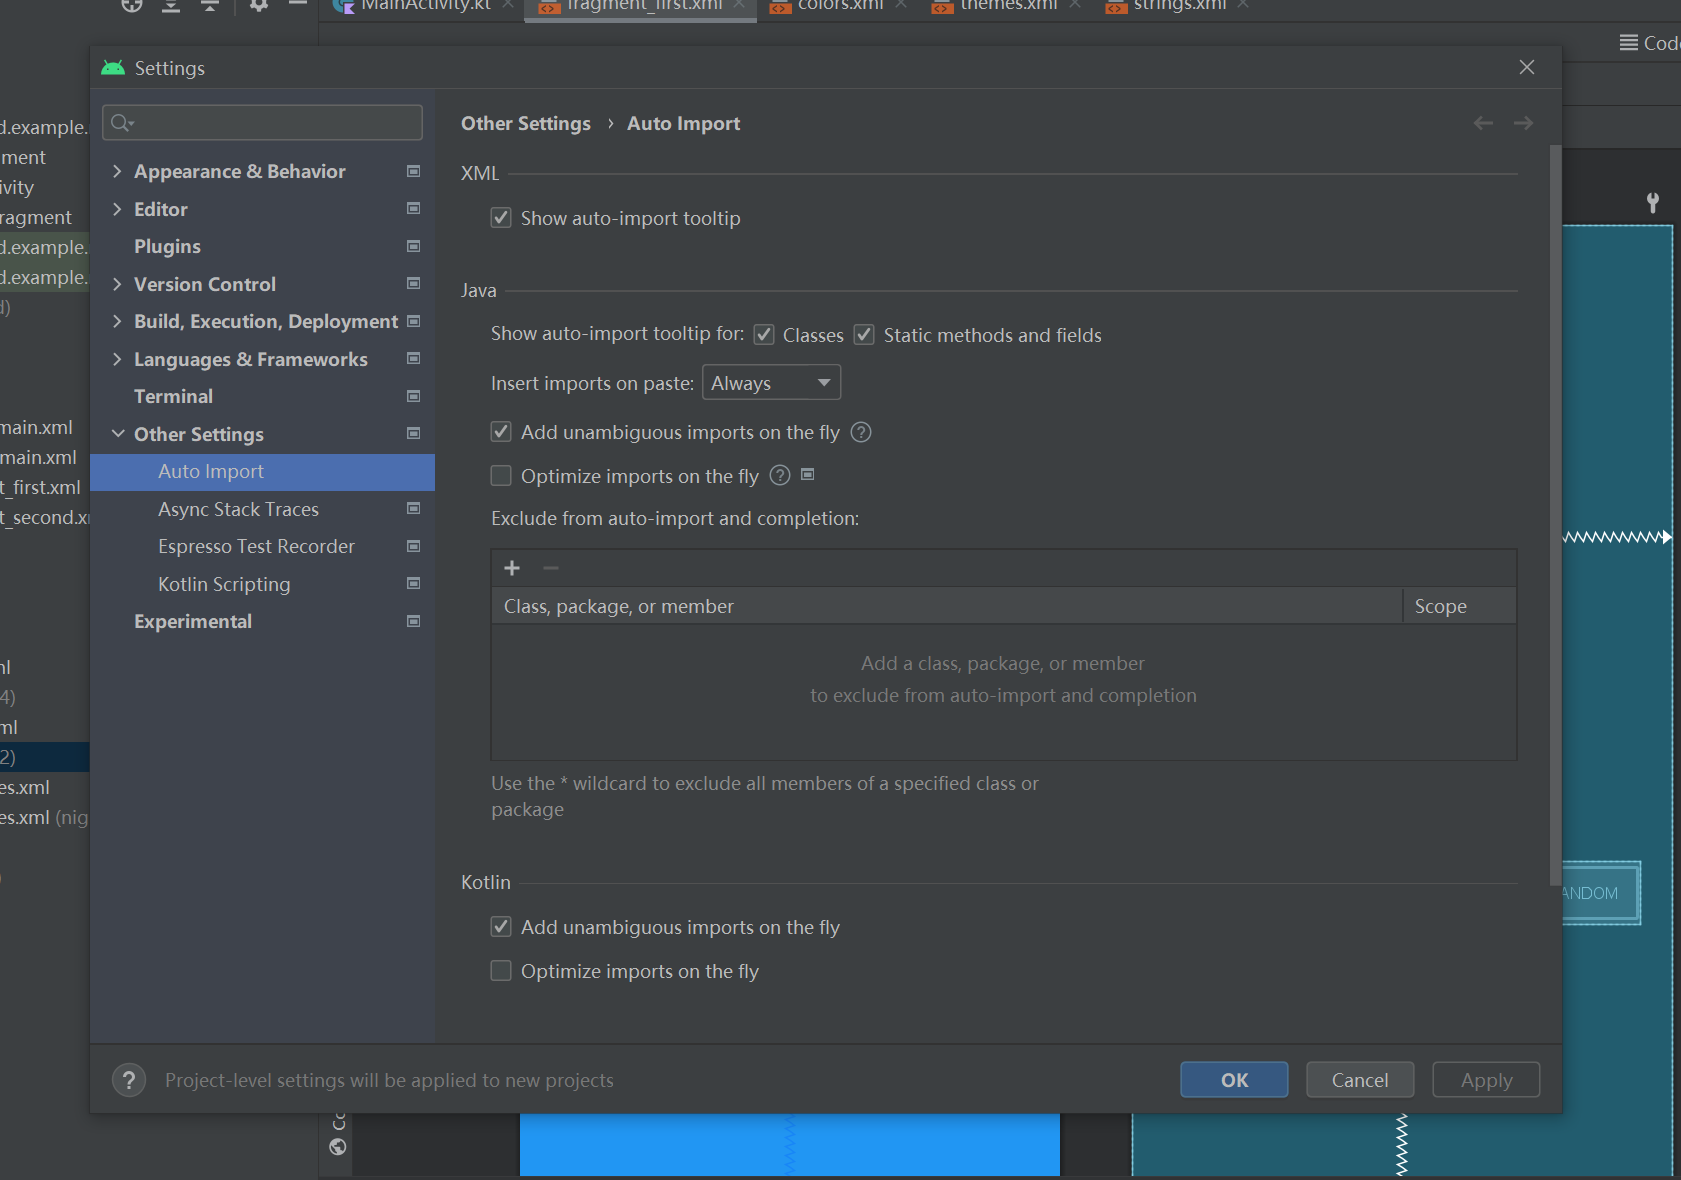 MainActivity.kt
fragment_first.xml
colors.xml
themes.xml
strings.xml
Settings
Code
d.example.
ment
ivity
ragment
d.example.
d.example.
d)
main.xml
main.xml
t_first.xml
t_second.x
ml
4)
ml
2)
es.xml
es.xml (nig
Appearance & Behavior
Editor
Plugins
Version Control
Build, Execution, Deployment
Languages & Frameworks
Terminal
Other Settings
Auto Import
Async Stack Traces
Espresso Test Recorder
Kotlin Scripting
Experimental
Other Settings › Auto Import
XML
Show auto-import tooltip
Java
Show auto-import tooltip for: Classes Static methods and fields
Insert imports on paste: Always
Add unambiguous imports on the fly ?
Optimize imports on the fly ?
Exclude from auto-import and completion:
Class, package, or member Scope
Add a class, package, or member
to exclude from auto-import and completion
Use the * wildcard to exclude all members of a specified class or
package
Kotlin
Add unambiguous imports on the fly
Optimize imports on the fly
ANDOM
? Project-level settings will be applied to new projects
OK Cancel Apply